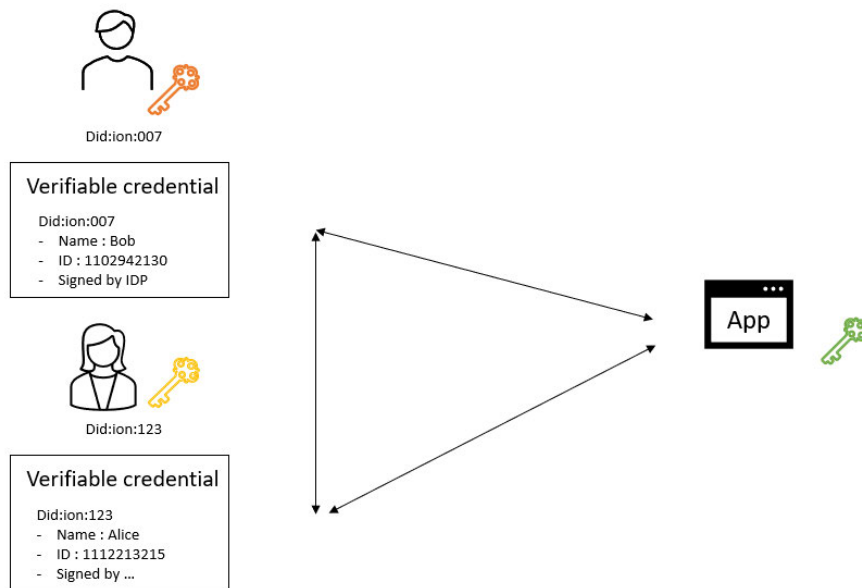 Did:ion:007
Verifiable credential
Did:ion:007
- Name : Bob
- ID : 1102942130
- Signed by IDP
App
Did:ion:123
Verifiable credential
Did:ion:123
- Name : Alice
- ID : 1112213215
- Signed by ...